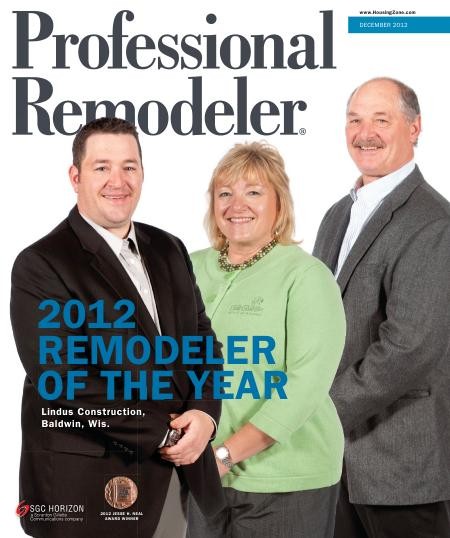 Professional
Remodeler®
www.HousingZone.com
DECEMBER 2012
2012
REMODELER
OF THE YEAR
Lindus Construction,
Baldwin, Wis.
SGC HORIZON
a Scranton Gillette
Communications company
2012 JESSE H. NEAL
AWARD WINNER